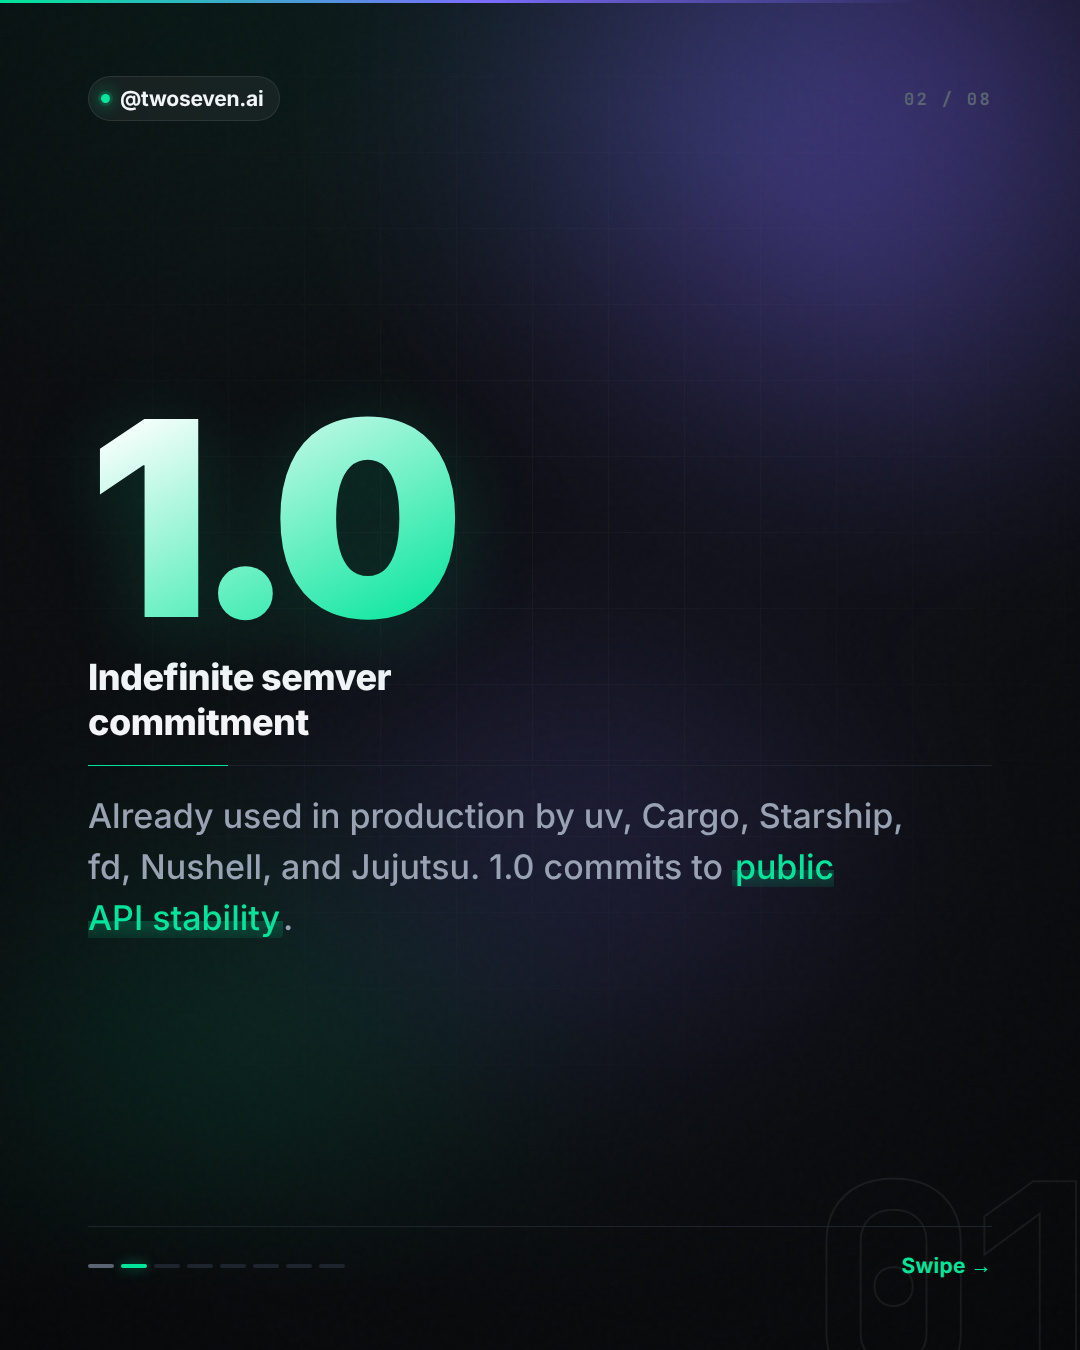 @twoseven.ai
02 / 08
1.0
Indefinite semver
commitment
Already used in production by uv, Cargo, Starship,
fd, Nushell, and Jujutsu. 1.0 commits to public
API stability.
Swipe →
01